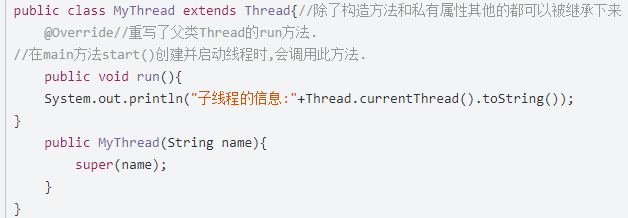 public class MyThread extends Thread{//除了构造方法和私有属性其他的都可以被继承下来
@Override//重写了父类Thread的run方法.
//在main方法start()创建并启动线程时,会调用此方法.
public void run(){
System.out.println("子线程的信息:"+Thread.currentThread().toString());
}
public MyThread(String name){
super(name);
}
}